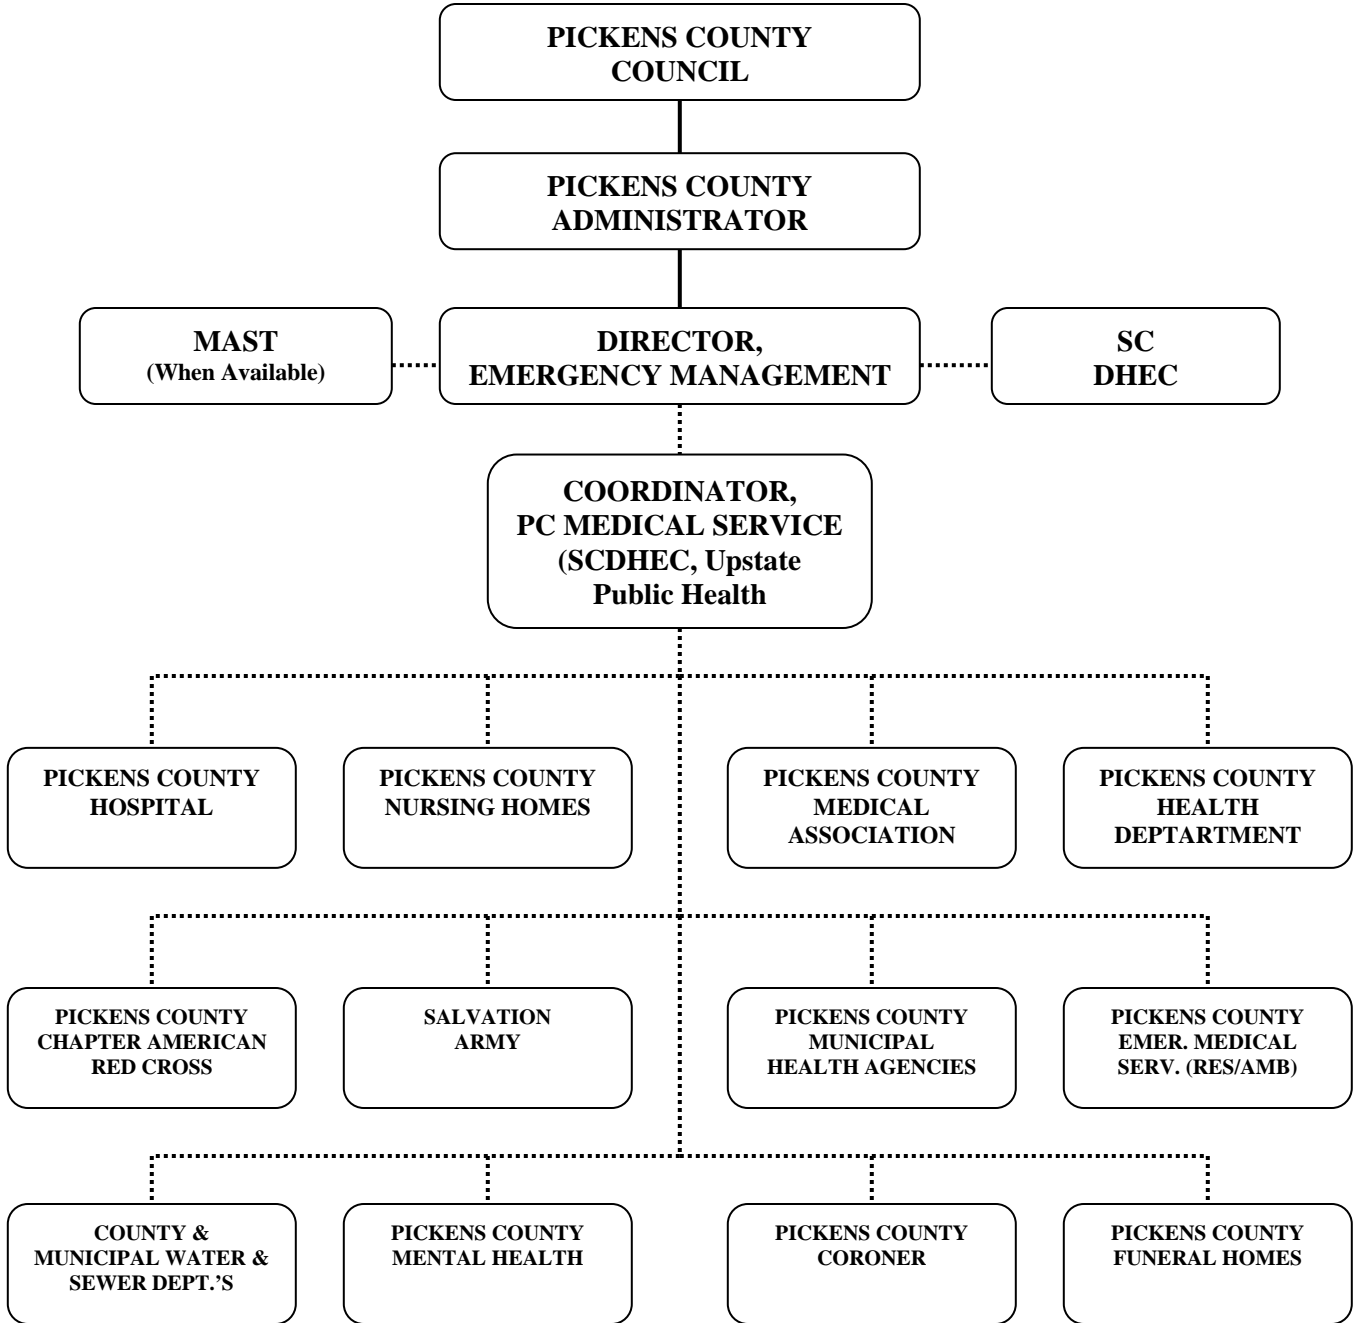 PICKENS COUNTY
COUNCIL
PICKENS COUNTY
ADMINISTRATOR
MAST
(When Available)
DIRECTOR,
EMERGENCY MANAGEMENT
SC
DHEC
COORDINATOR,
PC MEDICAL SERVICE
(SCDHEC, Upstate
Public Health
PICKENS COUNTY
HOSPITAL
PICKENS COUNTY
NURSING HOMES
PICKENS COUNTY
MEDICAL
ASSOCIATION
PICKENS COUNTY
HEALTH
DEPTARTMENT
PICKENS COUNTY
CHAPTER AMERICAN
RED CROSS
SALVATION
ARMY
PICKENS COUNTY
MUNICIPAL
HEALTH AGENCIES
PICKENS COUNTY
EMER. MEDICAL
SERV. (RES/AMB)
COUNTY &
MUNICIPAL WATER &
SEWER DEPT.’S
PICKENS COUNTY
MENTAL HEALTH
PICKENS COUNTY
CORONER
PICKENS COUNTY
FUNERAL HOMES